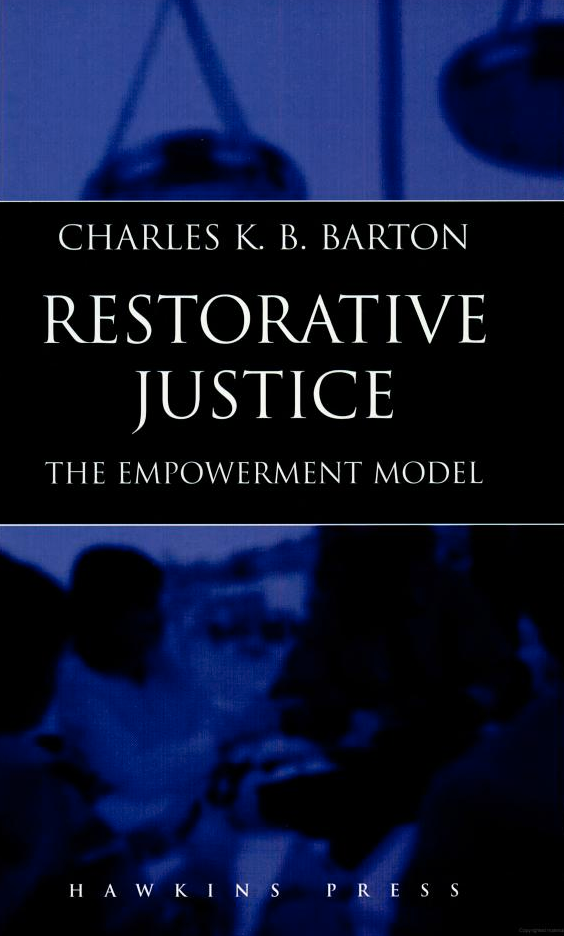 CHARLES K. B. BARTON
RESTORATIVE
JUSTICE
THE EMPOWERMENT MODEL
HAWKINS PRESS